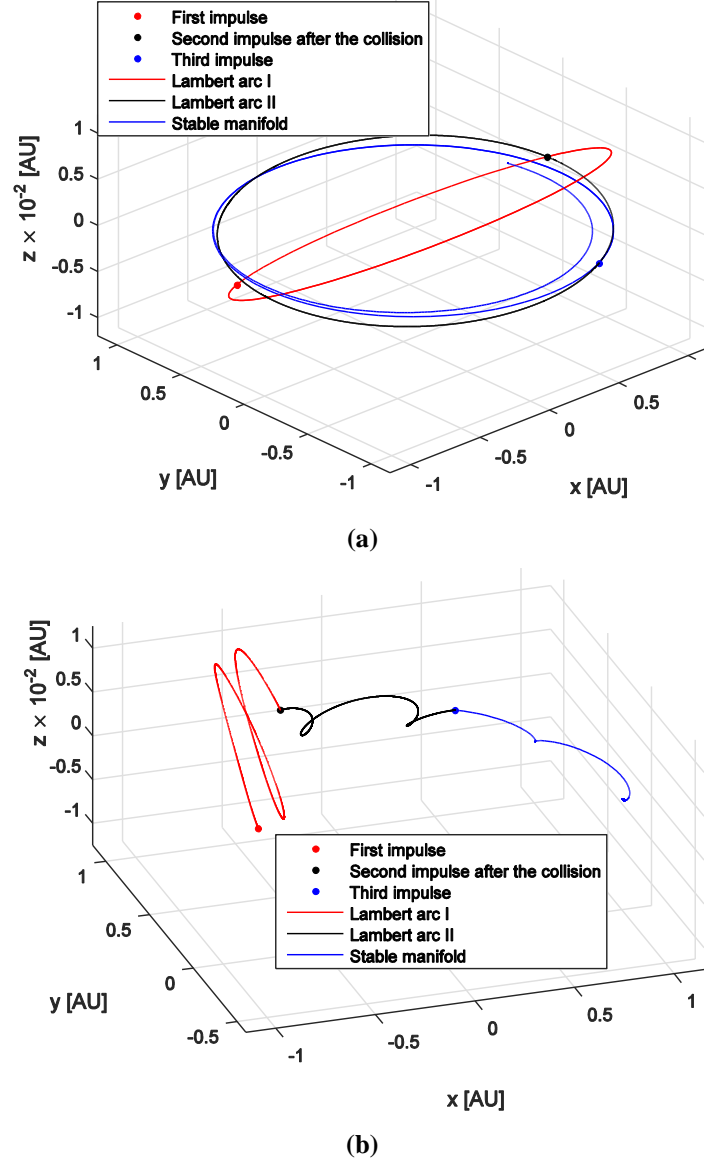 First impulse
Second impulse after the collision
Third impulse
Lambert arc I
Lambert arc II
Stable manifold
z × 10⁻² [AU]
1
0.5
0
-0.5
-1
1
0.5
0
-0.5
-1
y [AU]
-1
-0.5
0
0.5
x [AU]
(a)
z × 10⁻² [AU]
1
0.5
0
-0.5
-1
First impulse
Second impulse after the collision
Third impulse
Lambert arc I
Lambert arc II
Stable manifold
1
0.5
0
-0.5
y [AU]
-1
-0.5
0
0.5
1
x [AU]
(b)